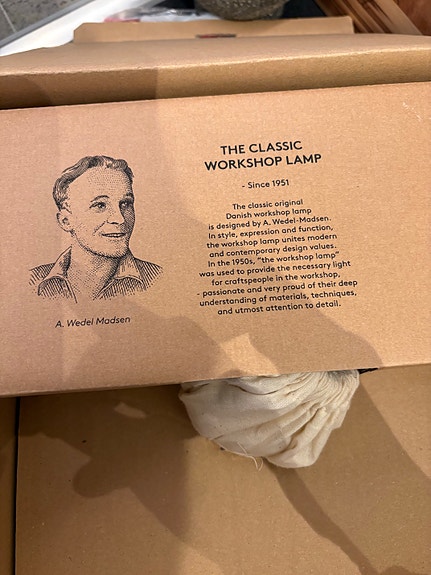 THE CLASSIC
WORKSHOP LAMP
- Since 1951
The classic original
Danish workshop lamp
is designed by A. Wedel-Madsen.
In style, expression and function,
the workshop lamp unites modern
and contemporary design values.
In the 1950s, "the workshop lamp"
was used to provide the necessary light
for craftspeople in the workshop,
- passionate and very proud of their deep
understanding of materials, techniques,
and utmost attention to detail.
A. Wedel Madsen